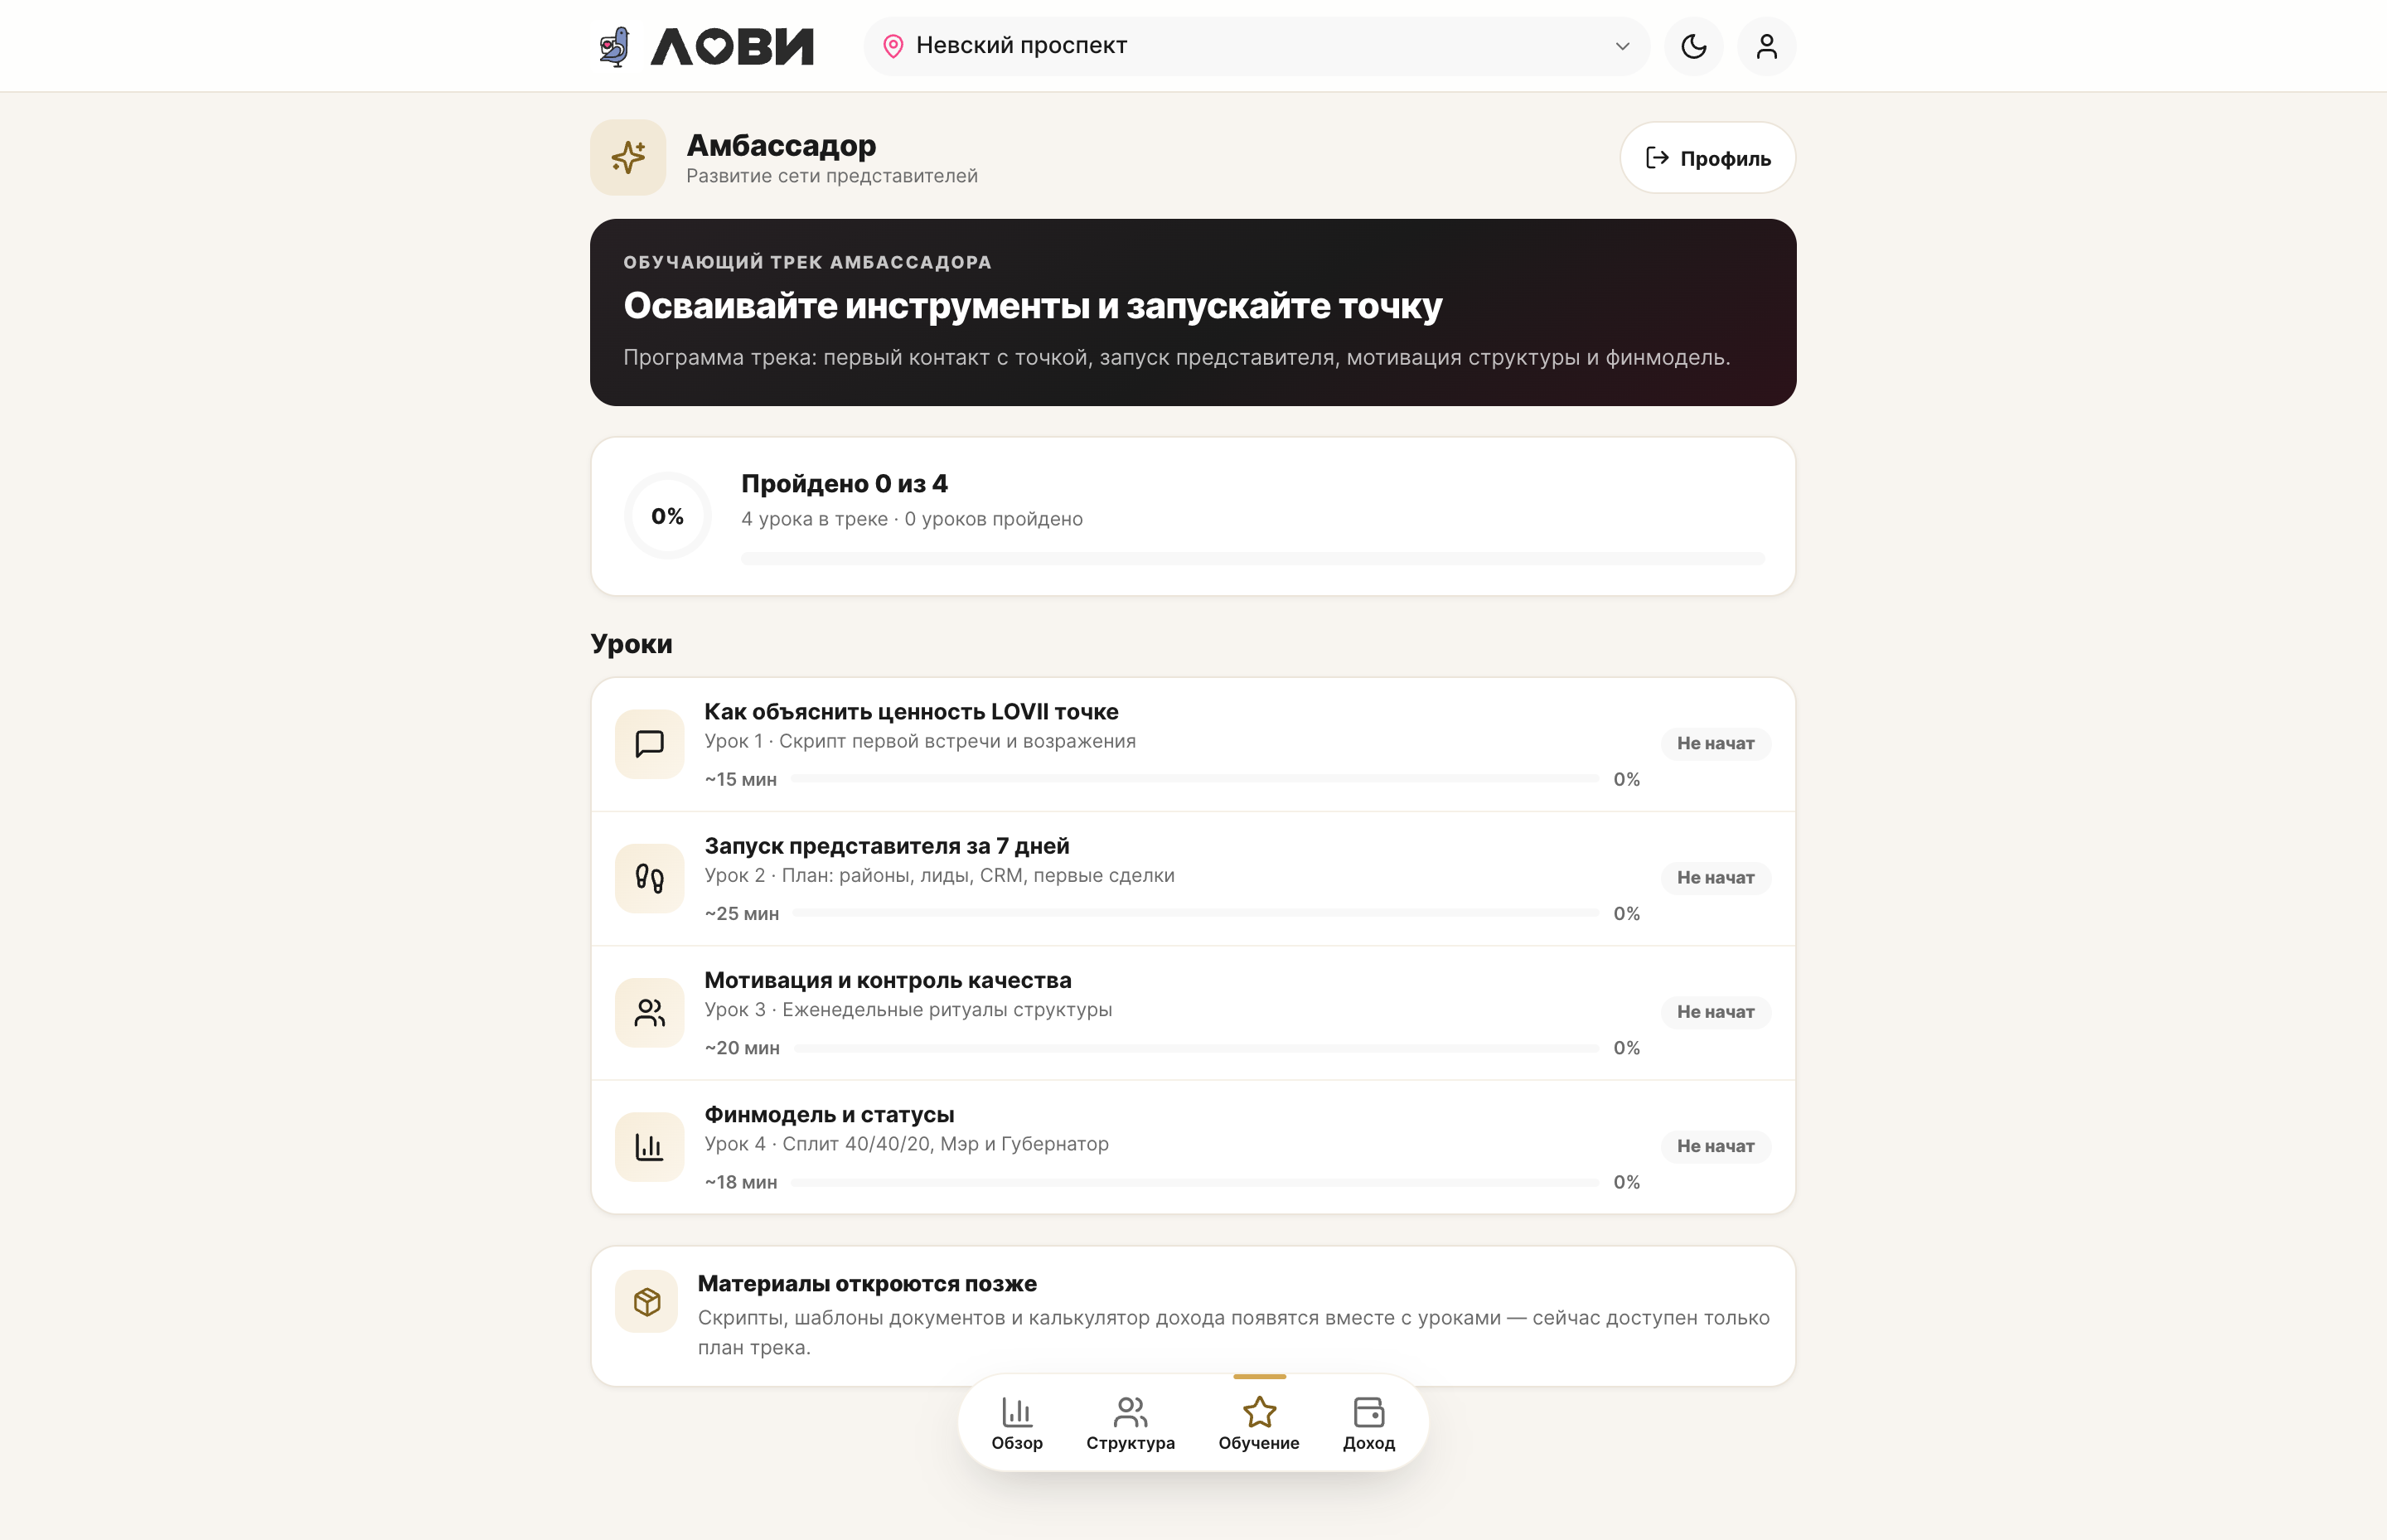 ЛОВИ
Невский проспект
Амбассадор
Развитие сети представителей
Профиль
ОБУЧАЮЩИЙ ТРЕК АМБАССАДОРА
Осваивайте инструменты и запускайте точку
Программа трека: первый контакт с точкой, запуск представителя, мотивация структуры и финмодель.
0%
Пройдено 0 из 4
4 урока в треке · 0 уроков пройдено
Уроки
Как объяснить ценность LOVII точке
Урок 1 · Скрипт первой встречи и возражения
~15 мин
0%
Не начат
Запуск представителя за 7 дней
Урок 2 · План: районы, лиды, CRM, первые сделки
~25 мин
0%
Не начат
Мотивация и контроль качества
Урок 3 · Еженедельные ритуалы структуры
~20 мин
0%
Не начат
Финмодель и статусы
Урок 4 · Сплит 40/40/20, Мэр и Губернатор
~18 мин
0%
Не начат
Материалы откроются позже
Скрипты, шаблоны документов и калькулятор дохода появятся вместе с уроками — сейчас доступен только
план трека.
Обзор
Структура
Обучение
Доход